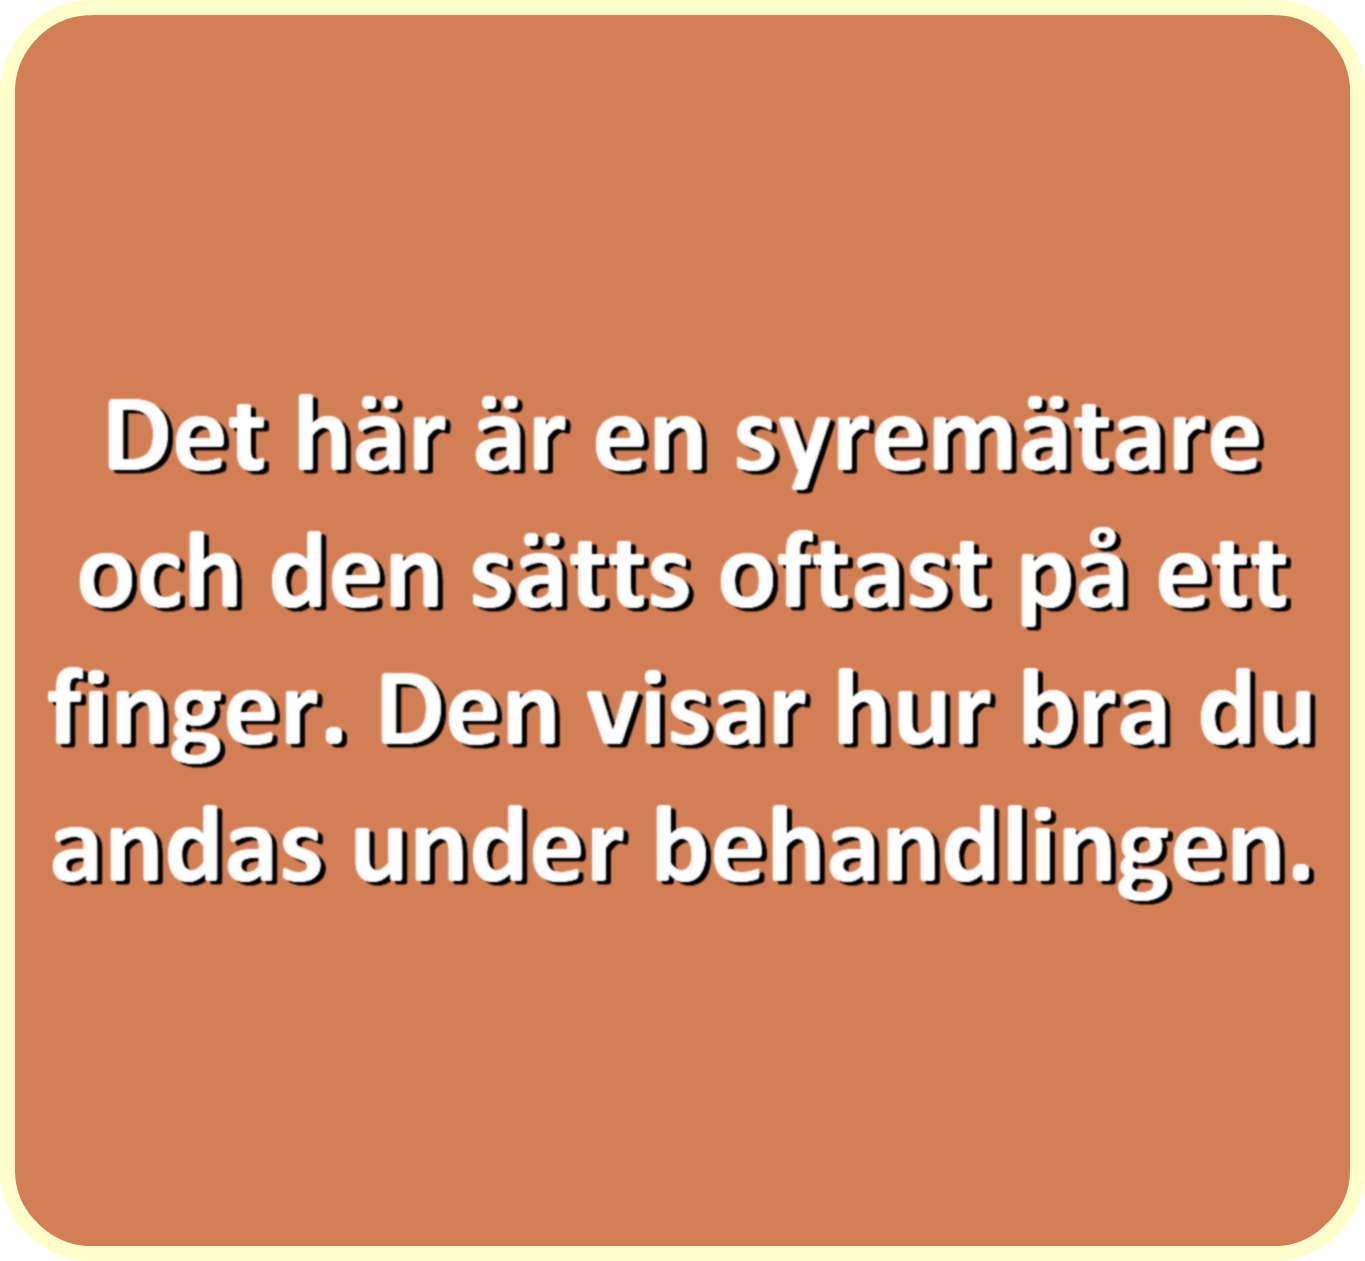 Det här är en syremätare
och den sätts oftast på ett
finger. Den visar hur bra du
andas under behandlingen.